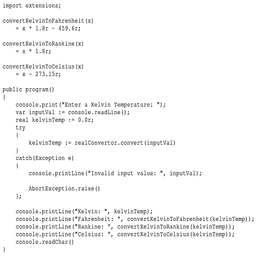 import extensions;
convertKelvinToFahrenheit(x)
= x * 1.8r - 459.6r;
convertKelvinToRankine(x)
= x * 1.8r;
convertKelvinToCelsius(x)
= x - 273.15r;
public program()
{
console.print("Enter a Kelvin Temperature: ");
var inputVal := console.readLine();
real kelvinTemp := 0.0r;
try
{
kelvinTemp := realConvertor.convert(inputVal)
}
catch(Exception e)
{
console.printLine("Invalid input value: ", inputVal);
AbortException.raise()
};
console.printLine("Kelvin: ", kelvinTemp);
console.printLine("Fahrenheit: ", convertKelvinToFahrenheit(kelvinTemp));
console.printLine("Rankine: ", convertKelvinToRankine(kelvinTemp));
console.printLine("Celsius: ", convertKelvinToCelsius(kelvinTemp));
console.readChar()
}